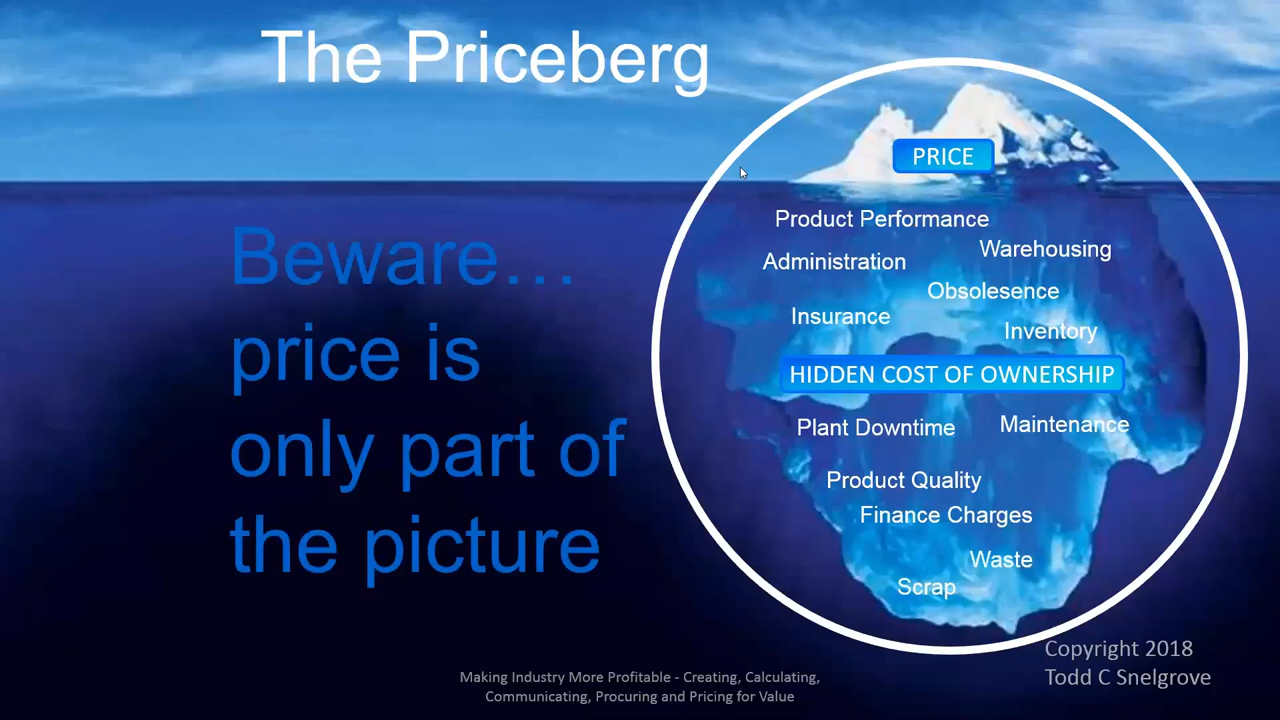 The Priceberg
PRICE
Beware…
price is
only part of
the picture
Product Performance
Warehousing
Administration
Obsolesence
Insurance
Inventory
HIDDEN COST OF OWNERSHIP
Plant Downtime
Maintenance
Product Quality
Finance Charges
Waste
Scrap
Copyright 2018
Todd C Snelgrove
Making Industry More Profitable - Creating, Calculating,
Communicating, Procuring and Pricing for Value